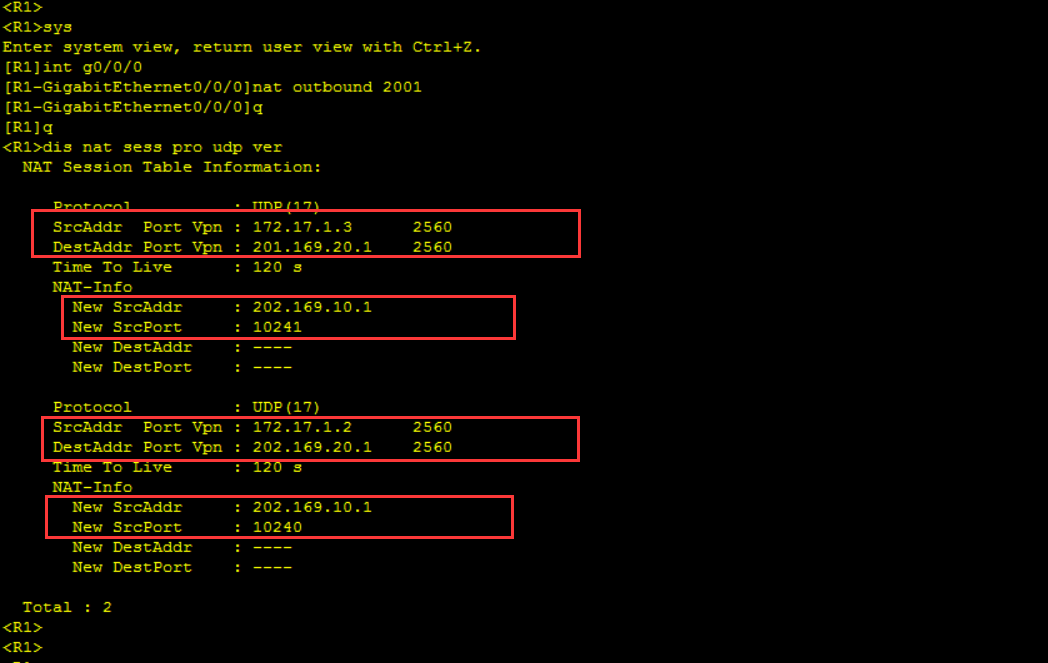 <R1>
<R1>sys
Enter system view, return user view with Ctrl+Z.
[R1]int g0/0/0
[R1-GigabitEthernet0/0/0]nat outbound 2001
[R1-GigabitEthernet0/0/0]q
[R1]q
<R1>dis nat sess pro udp ver
  NAT Session Table Information:

     Protocol          : UDP(17)
     SrcAddr  Port Vpn : 172.17.1.3      2560
     DestAddr Port Vpn : 201.169.20.1    2560
     Time To Live      : 120 s
     NAT-Info
       New SrcAddr     : 202.169.10.1
       New SrcPort     : 10241
       New DestAddr    : ----
       New DestPort    : ----

     Protocol          : UDP(17)
     SrcAddr  Port Vpn : 172.17.1.2      2560
     DestAddr Port Vpn : 202.169.20.1    2560
     Time To Live      : 120 s
     NAT-Info
       New SrcAddr     : 202.169.10.1
       New SrcPort     : 10240
       New DestAddr    : ----
       New DestPort    : ----

  Total : 2
<R1>
<R1>